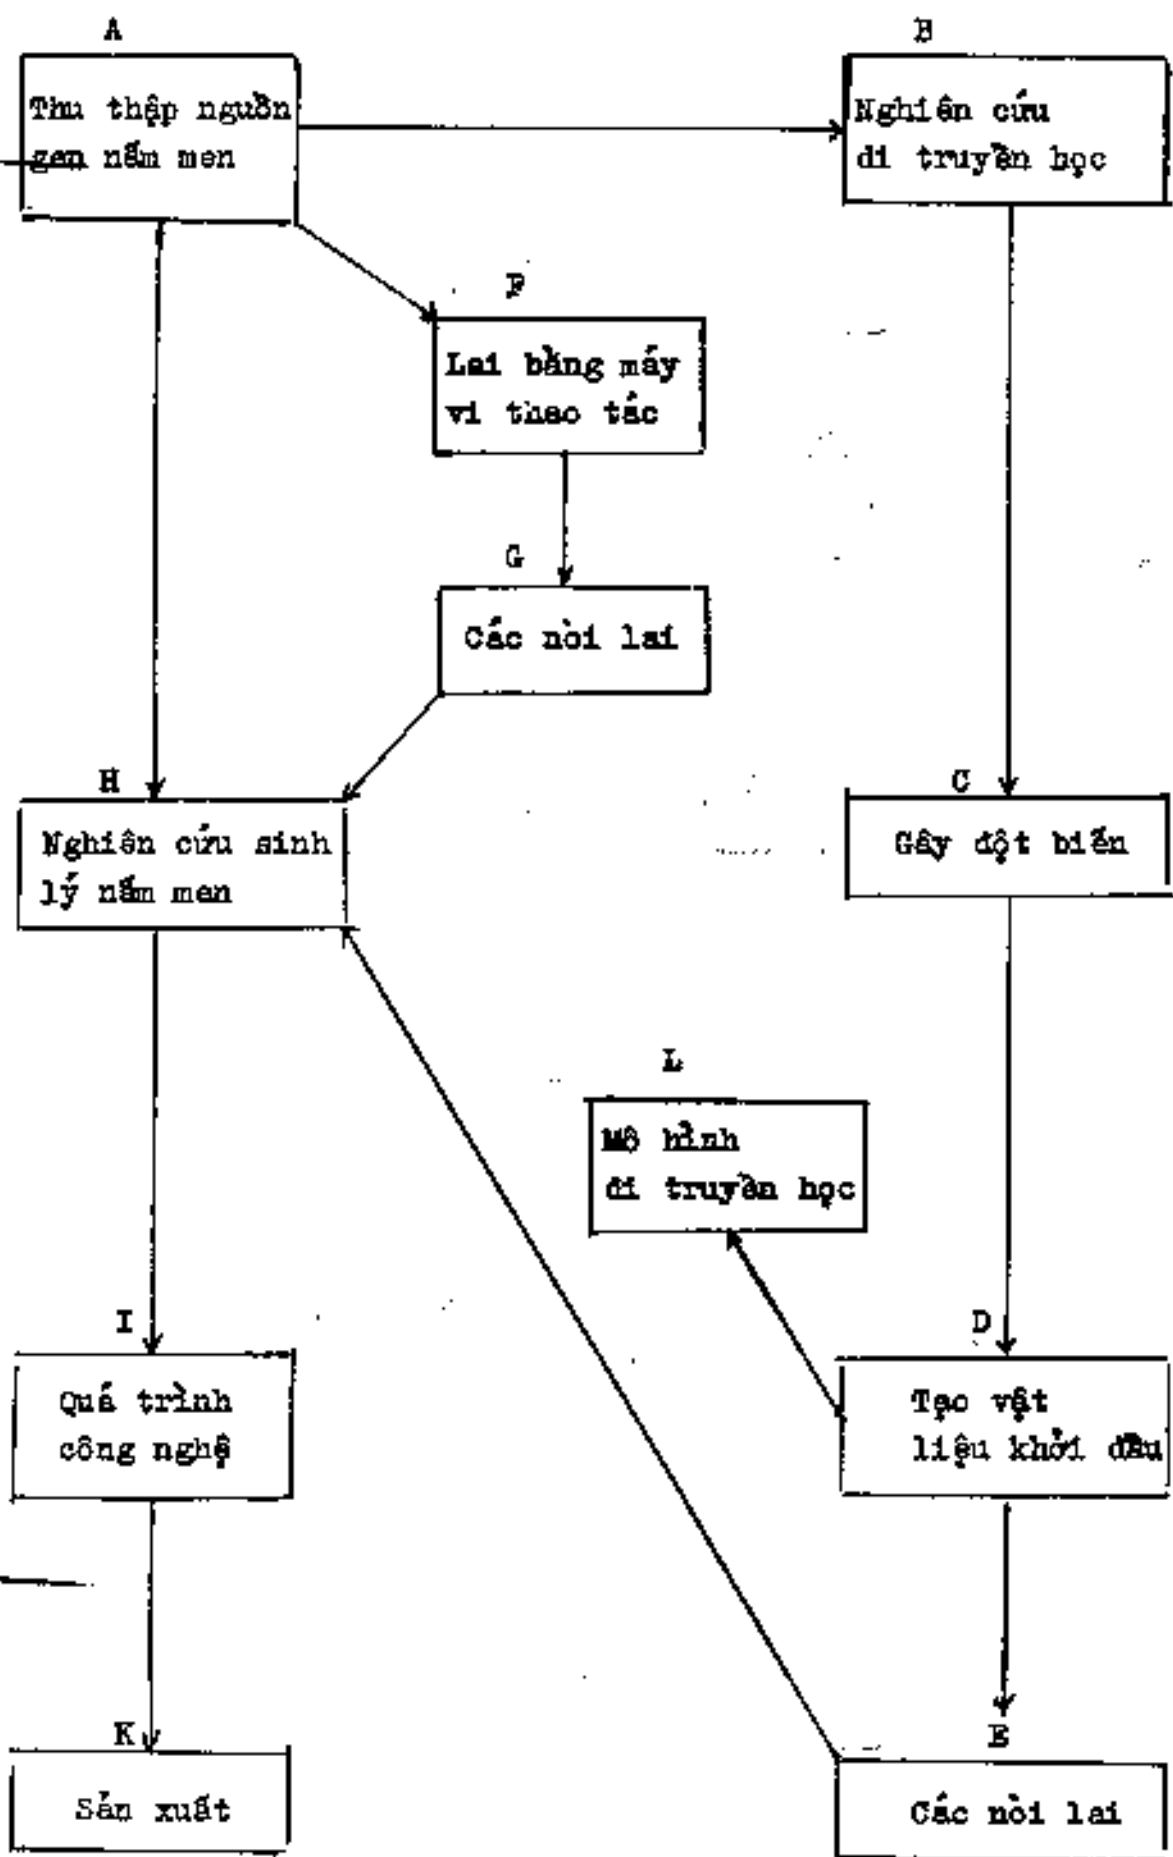 A
Thu thập nguồn
gen nấm men
B
Nghiên cứu
di truyền học
F
Lai bằng máy
vi thao tác
G
Các nòi lai
H
Nghiên cứu sinh
lý nấm men
C
Gây đột biến
L
Mô hình
di truyền học
I
Quá trình
công nghệ
D
Tạo vật
liệu khởi đầu
K
Sản xuất
E
Các nòi lai